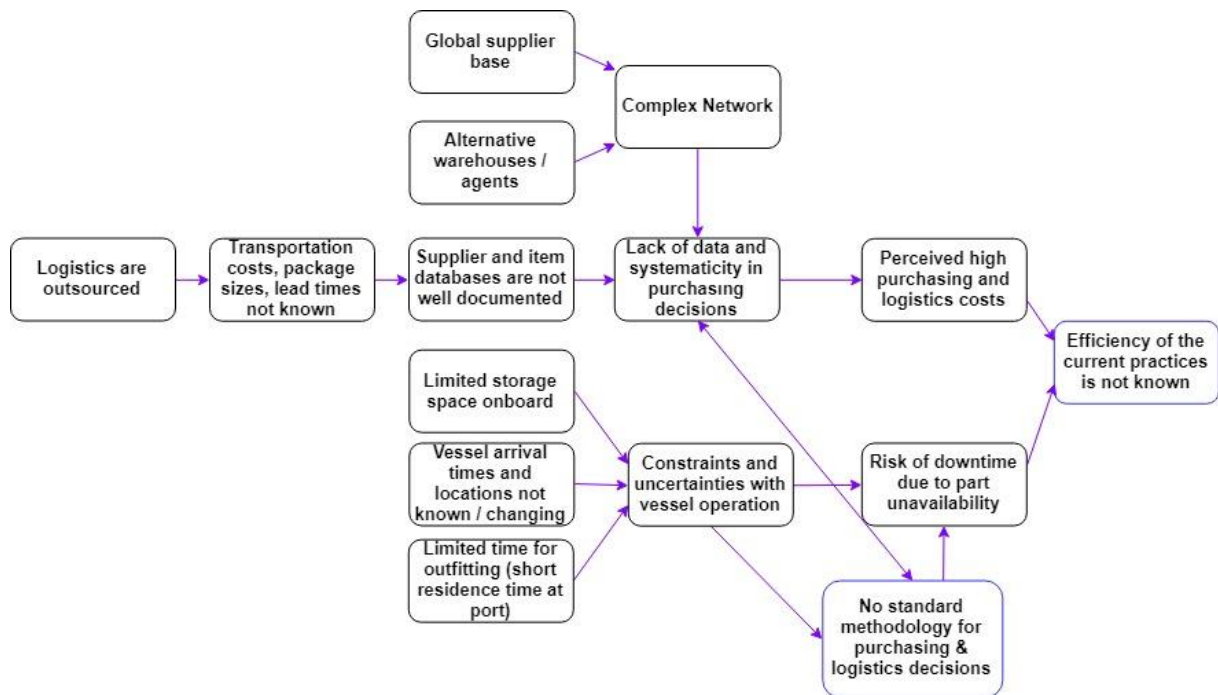 Global supplier
base
Complex Network
Alternative
warehouses /
agents
Logistics are
outsourced
Transportation
costs, package
sizes, lead times
not known
Supplier and item
databases are not
well documented
Lack of data and
systematicity in
purchasing
decisions
Perceived high
purchasing and
logistics costs
Efficiency of the
current practices
is not known
Limited storage
space onboard
Vessel arrival
times and
locations not
known / changing
Constraints and
uncertainties with
vessel operation
Risk of downtime
due to part
unavailability
Limited time for
outfitting (short
residence time at
port)
No standard
methodology for
purchasing &
logistics decisions